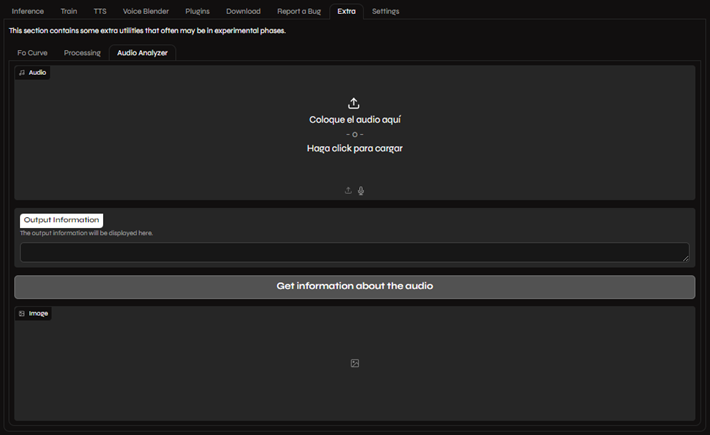 Inference Train TTS Voice Blender Plugins Download Report a Bug Extra Settings
This section contains some extra utilities that often may be in experimental phases.
Fo Curve Processing Audio Analyzer
Audio
Coloque el audio aquí
- o -
Haga click para cargar
Output Information
The output information will be displayed here.
Get information about the audio
Image